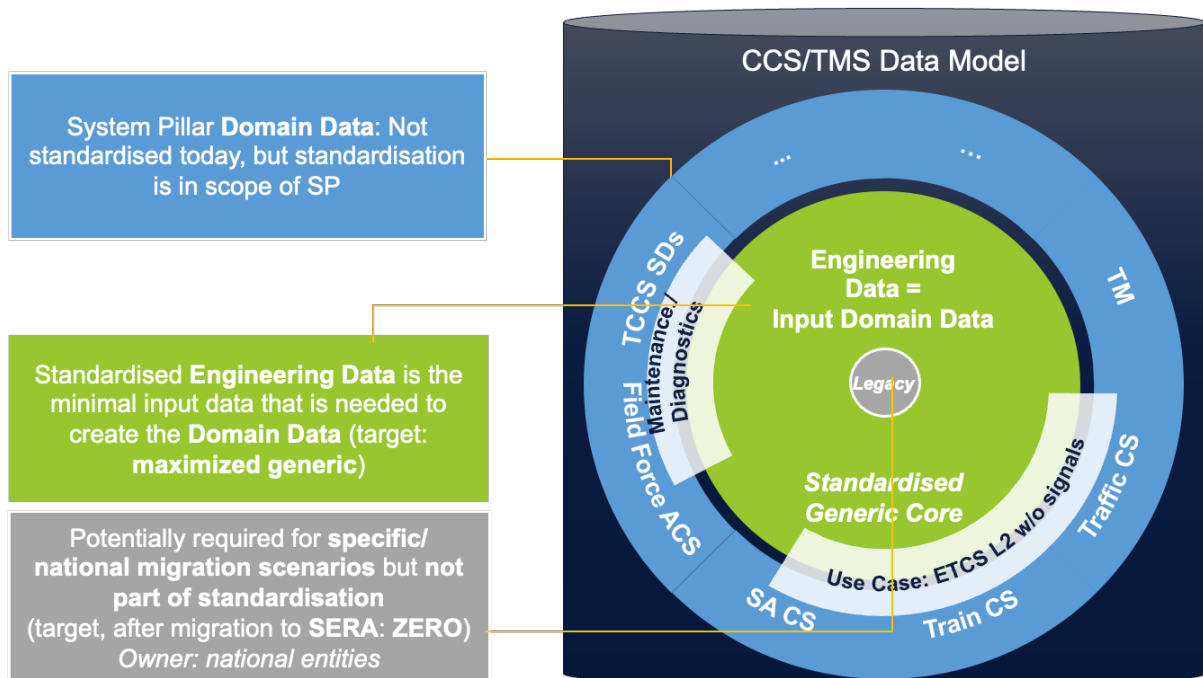 CCS/TMS Data Model
System Pillar Domain Data: Not
standardised today, but standardisation
is in scope of SP
Standardised Engineering Data is the
minimal input data that is needed to
create the Domain Data (target:
maximized generic)
Potentially required for specific/
national migration scenarios but not
part of standardisation
(target, after migration to SERA: ZERO)
Owner: national entities
...
...
TCCS SDs
TM
Maintenance/
Diagnostics
Engineering
Data =
Input Domain Data
Legacy
Field Force ACS
Standardised
Generic Core
Traffic CS
Use Case: ETCS L2 w/o signals
SA CS
Train CS